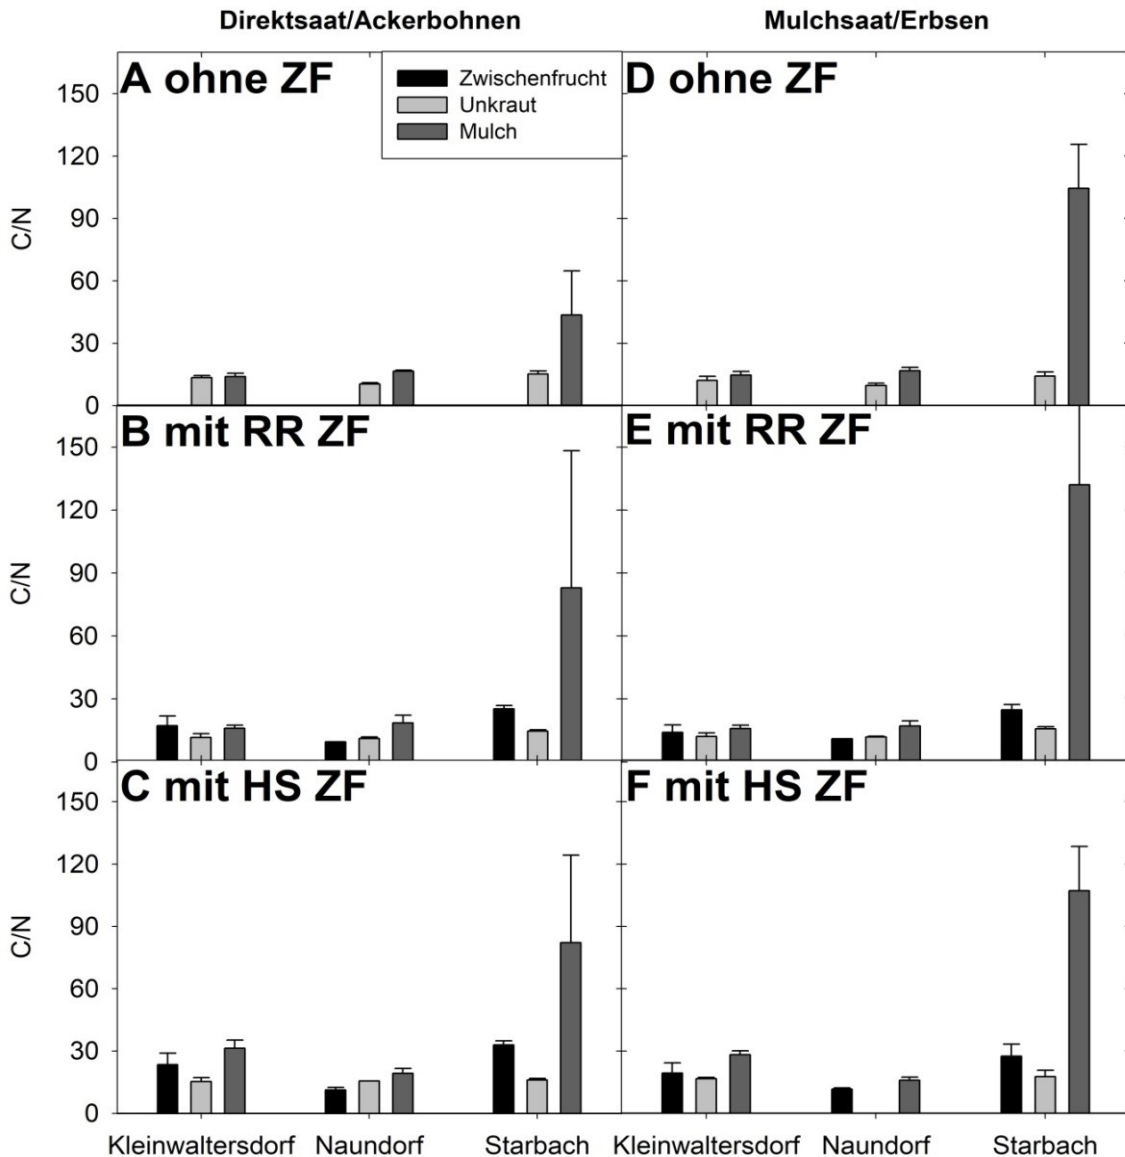 Direktsaat/Ackerbohnen
Mulchsaat/Erbsen
A ohne ZF
Zwischenfrucht
Unkraut
Mulch
D ohne ZF
150
120
90
60
30
0
C/N
B mit RR ZF
E mit RR ZF
150
120
90
60
30
0
C/N
C mit HS ZF
F mit HS ZF
150
120
90
60
30
0
C/N
Kleinwaltersdorf Naundorf Starbach Kleinwaltersdorf Naundorf Starbach